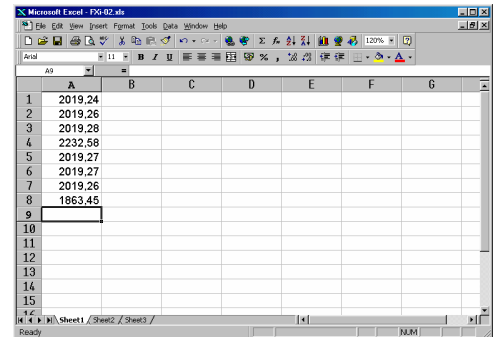 Microsoft Excel - FXi-02.xls
File Edit View Insert Format Tools Data Window Help
120%
Arial 11 B I U
A9 =
A B C D E F G
1 2019,24
2 2019,26
3 2019,28
4 2232,58
5 2019,27
6 2019,27
7 2019,26
8 1863,45
9
10
11
12
13
14
15
16
Sheet1 Sheet2 Sheet3
Ready NUM